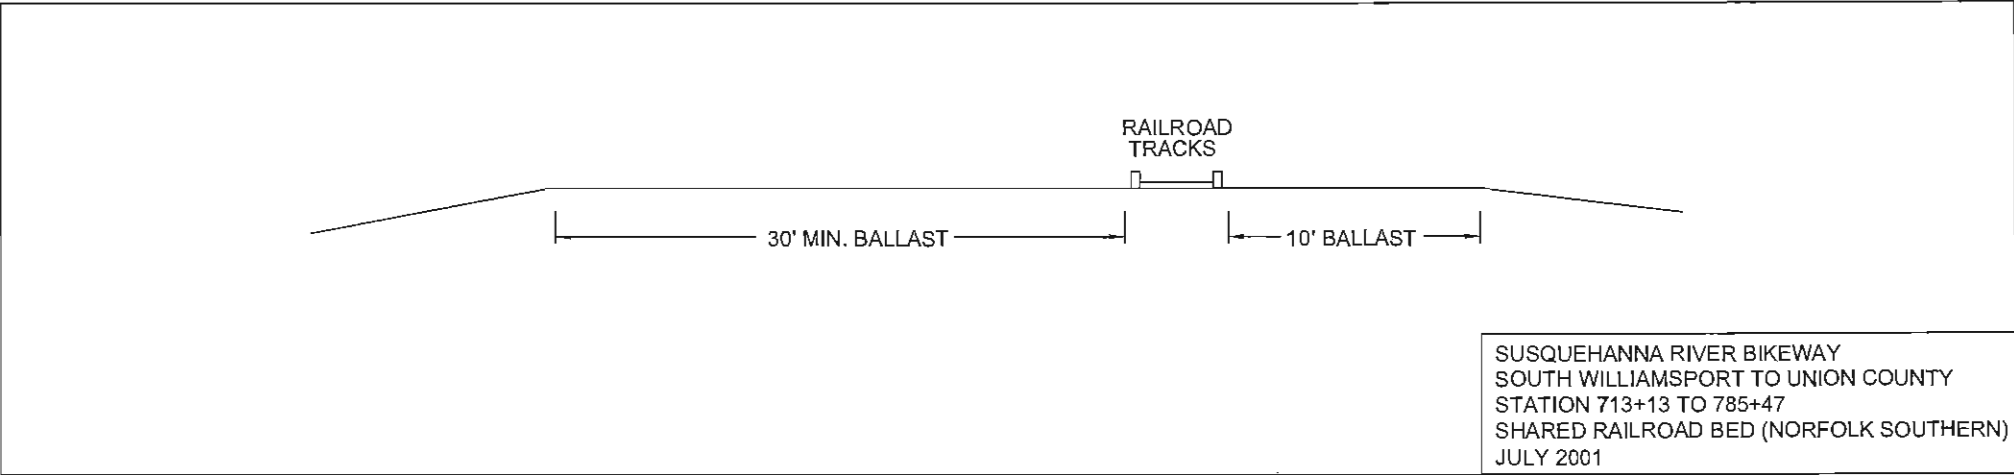 RAILROAD
TRACKS
30' MIN. BALLAST
10' BALLAST
SUSQUEHANNA RIVER BIKEWAY
SOUTH WILLIAMSPORT TO UNION COUNTY
STATION 713+13 TO 785+47
SHARED RAILROAD BED (NORFOLK SOUTHERN)
JULY 2001